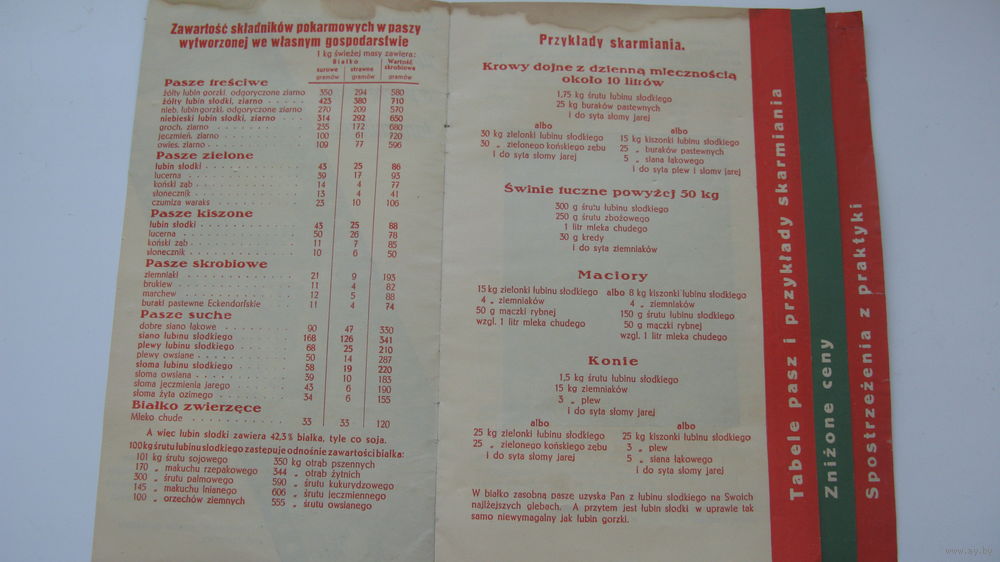 Zawartość składników pokarmowych w paszy
wytworzonej we własnym gospodarstwie
1 kg świeżej masy zawiera:
Białko Wartość skrobiowa
surowe strawne
gramów gramów gramów
Pasze treściwe
żółty łubin gorzki. odgoryczone ziarno 350 294 580
żółty łubin słodki, ziarno 423 380 710
nieb. łubin gorzki. odgoryczone ziarno 270 209 570
niebieski łubin słodki, ziarno 314 292 650
groch. ziarno 235 172 680
jęczmień. ziarno 100 61 720
owies. ziarno 109 77 596
Pasze zielone
łubin słodki 43 25 86
lucerna 39 17 93
koński ząb 14 4 77
słonecznik 13 4 41
czumiza waraks 23 10 106
Pasze kiszone
łubin słodki 43 25 88
lucerna 50 26 78
koński ząb 11 7 85
słonecznik 10 6 50
Pasze skrobiowe
ziemniaki 21 9 193
brukiew 11 4 82
marchew 12 5 88
buraki pastewne Eckendorfskie 11 4 74
Pasze suche
dobre siano łąkowe 90 47 330
siano łubinu słodkiego 168 126 341
plewy łubinu słodkiego 68 25 210
plewy owsiane 50 14 287
słoma łubinu słodkiego 58 19 220
słoma owsiana 39 10 183
słoma jęczmienia jarego 43 6 190
słoma żyta ozimego 34 6 155
Białko zwierzęce
Mleko chude 33 33 120
A więc łubin słodki zawiera 42,3% białka, tyle co soja.
100 kg śrutu łubinu słodkiego zastępuje odnośnie zawartości białka:
101 kg śrutu sojowego 350 kg otrąb pszennych
170 „ makuchu rzepakowego 344 „ otrąb żytnich
300 „ śrutu palmowego 590 „ śrutu kukurydzowego
145 „ makuchu lnianego 606 „ śrutu jęczmiennego
100 „ orzechów ziemnych 555 „ śrutu owsianego
Przykłady skarmiania.
Krowy dojne z dzienną mlecznością
około 10 litrów
1,75 kg śrutu łubinu słodkiego
25 kg buraków pastewnych
i do syta słomy jarej
albo
30 kg zielonki łubinu słodkiego
30 „ zielonego końskiego zębu
i do syta słomy jarej
albo
15 kg kiszonki łubinu słodkiego
25 „ buraków pastewnych
5 „ siana łąkowego
i do syta plew i słomy jarej
Świnie tuczne powyżej 50 kg
300 g śrutu łubinu słodkiego
250 g śrutu zbożowego
1 litr mleka chudego
30 g kredy
i do syta ziemniaków
Maciory
15 kg zielonki łubinu słodkiego
4 „ ziemniaków
50 g mączki rybnej
wzgl. 1 litr mleka chudego
albo 8 kg kiszonki łubinu słodkiego
4 „ ziemniaków
150 g śrutu łubinu słodkiego
50 g mączki rybnej
wzgl. 1 litr mleka chudego
Konie
1,5 kg śrutu łubinu słodkiego
15 kg ziemniaków
3 „ plew
i do syta słomy jarej
albo
25 kg zielonki łubinu słodkiego
25 „ zielonego końskiego zębu
i do syta słomy jarej
albo
25 kg kiszonki łubinu słodkiego
3 „ plew
5 „ siana łąkowego
i do syta słomy jarej
W białko zasobną paszę uzyska Pan z łubinu słodkiego na Swoich
najlżejszych glebach. A przytem jest łubin słodki w uprawie tak
samo niewymagalny jak łubin gorzki.
Tabele pasz i przykłady skarmiania
Zniżone ceny
Spostrzeżenia z praktyki
www.ay.by